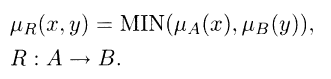 μ_R(x, y) = MIN(μ_A(x), μ_B(y)),
R : A → B.